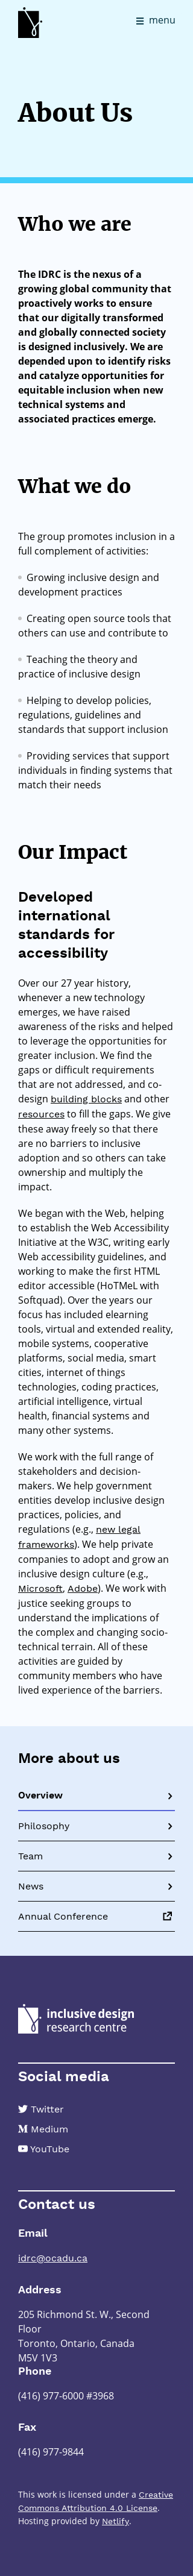 menu
About Us
Who we are
The IDRC is the nexus of a
growing global community that
proactively works to ensure
that our digitally transformed
and globally connected society
is designed inclusively. We are
depended upon to identify risks
and catalyze opportunities for
equitable inclusion when new
technical systems and
associated practices emerge.
What we do
The group promotes inclusion in a
full complement of activities:
Growing inclusive design and
development practices
Creating open source tools that
others can use and contribute to
Teaching the theory and
practice of inclusive design
Helping to develop policies,
regulations, guidelines and
standards that support inclusion
Providing services that support
individuals in finding systems that
match their needs
Our Impact
Developed
international
standards for
accessibility
Over our 27 year history,
whenever a new technology
emerges, we have raised
awareness of the risks and helped
to leverage the opportunities for
greater inclusion. We find the
gaps or difficult requirements
that are not addressed, and co-
design building blocks and other
resources to fill the gaps. We give
these away freely so that there
are no barriers to inclusive
adoption and so others can take
ownership and multiply the
impact.
We began with the Web, helping
to establish the Web Accessibility
Initiative at the W3C, writing early
Web accessibility guidelines, and
working to make the first HTML
editor accessible (HoTMeL with
Softquad). Over the years our
focus has included elearning
tools, virtual and extended reality,
mobile systems, cooperative
platforms, social media, smart
cities, internet of things
technologies, coding practices,
artificial intelligence, virtual
health, financial systems and
many other systems.
We work with the full range of
stakeholders and decision-
makers. We help government
entities develop inclusive design
practices, policies, and
regulations (e.g., new legal
frameworks). We help private
companies to adopt and grow an
inclusive design culture (e.g.,
Microsoft, Adobe). We work with
justice seeking organizations to
understand the implications of
the complex and changing socio-
technical terrain. All of these
activities are guided by
community members who have
lived experience of the barriers.
More about us
Overview
Philosophy
Team
News
Annual Conference
inclusive design
research centre
Social media
Twitter
Medium
YouTube
Contact us
Email
idrc@ocadu.ca
Address
205 Richmond St. W., Second
Floor
Toronto, Ontario, Canada
M5V 1V3
Phone
(416) 977-6000 #3968
Fax
(416) 977-9844
This work is licensed under a Creative
Commons Attribution 4.0 License.
Hosting provided by Netlify.